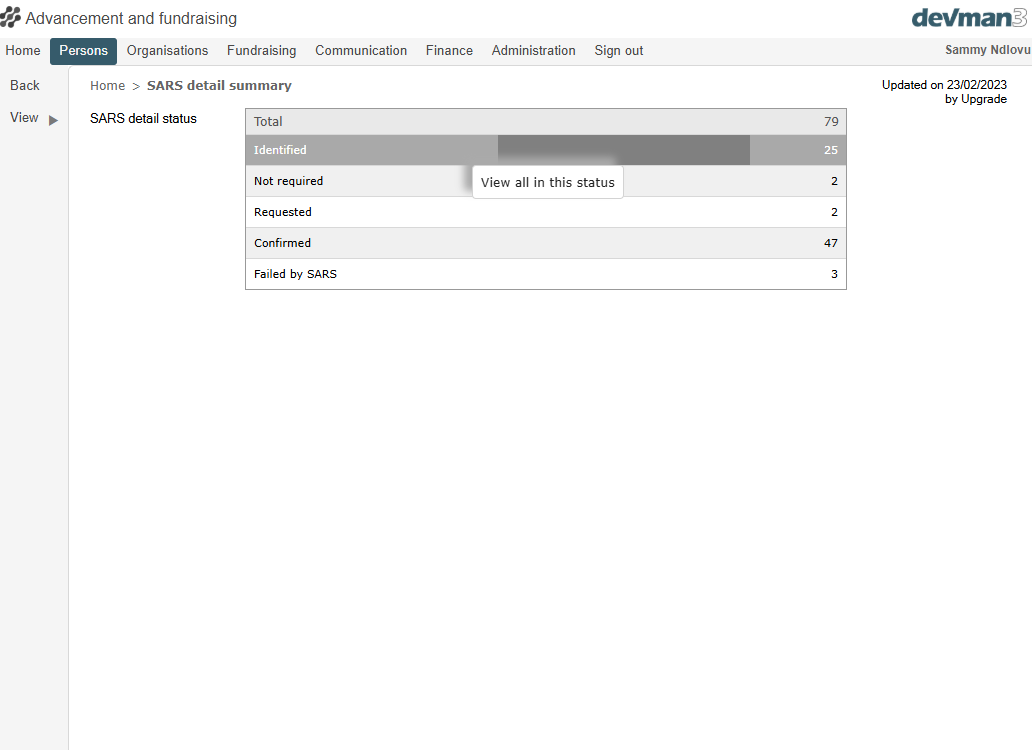 Advancement and fundraising
devman3
Home Persons Organisations Fundraising Communication Finance Administration Sign out Sammy Ndlovu
Back
Home > SARS detail summary
Updated on 23/02/2023
by Upgrade
View
SARS detail status
Total 79
Identified 25
Not required 2
View all in this status
Requested 2
Confirmed 47
Failed by SARS 3